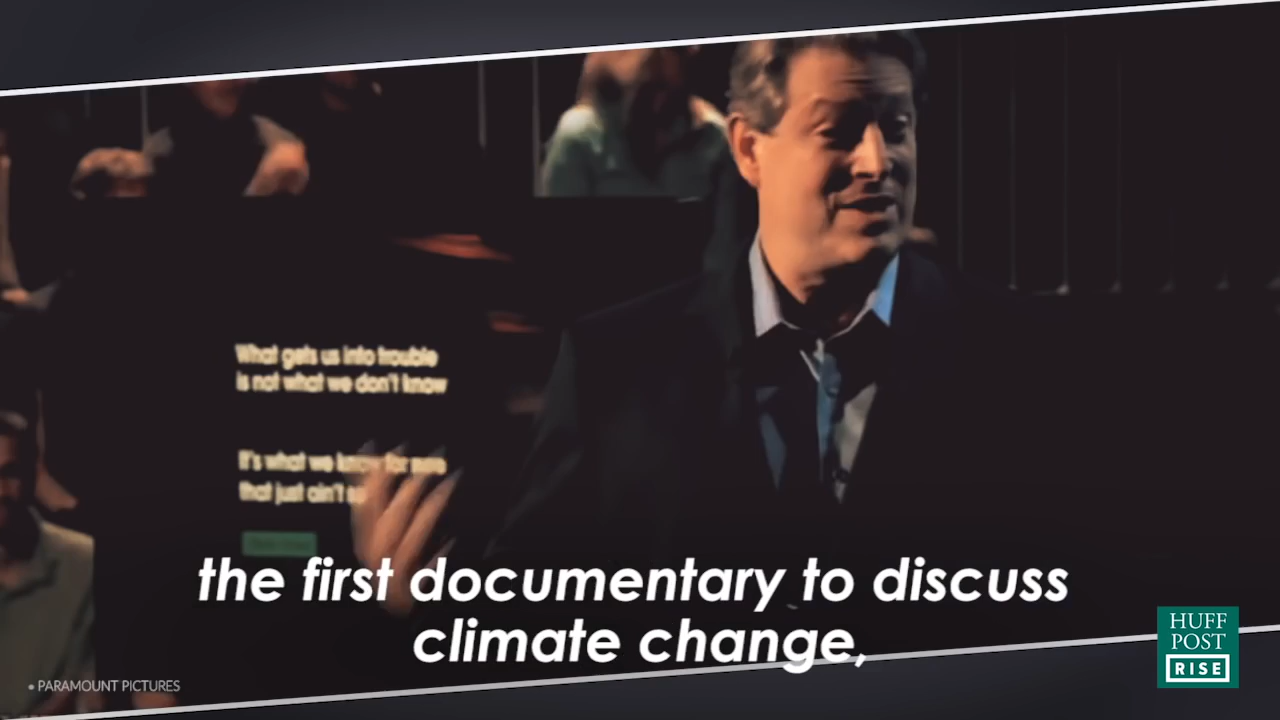 What gets us into trouble
is not what we don't know
It's what we know for sure
that just ain't
the first documentary to discuss
climate change,
HUFF
POST
RISE
• PARAMOUNT PICTURES